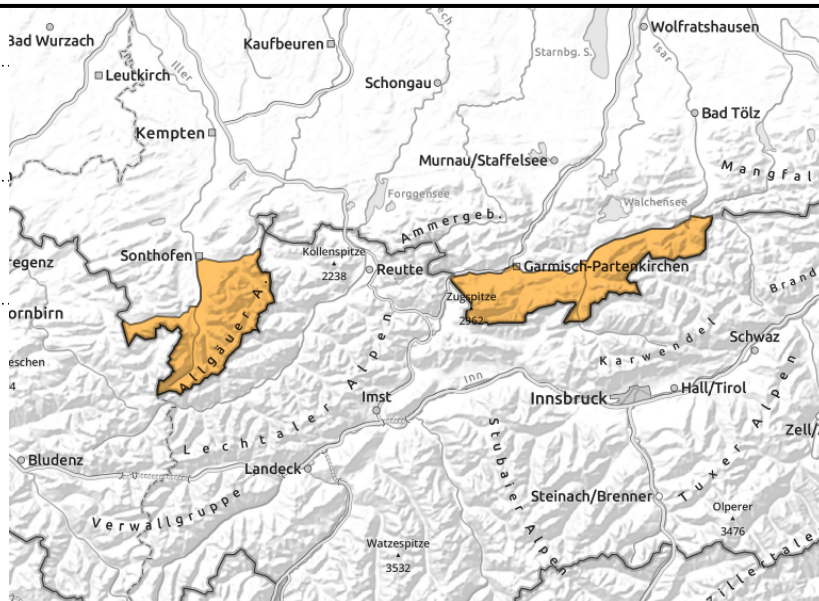 Bad Wurzach
Wolfratshausen
Kaufbeuren
Starnbg. S.
Isar
Iller
Leutkirch
Schongau
Bad Tölz
Kempten
Murnau/Staffelsee
Mangfal
Forggensee
Walchensee
Ammergeb.
Sonthofen
Köllenspitze
2238
Reutte
Garmisch-Partenkirchen
Zugspitze
2962
Brand
ornbirn
Allgäuer A.
Karwendel
Schwaz
Lechtaler Alpen
Inn
Imst
Innsbruck
Hall/Tirol
Tuxer Alpen
Zell/
Bludenz
Landeck
Stubaier Alpen
Steinach/Brenner
Verwallgruppe
Olperer
3476
Watzespitze
3532
zillertale